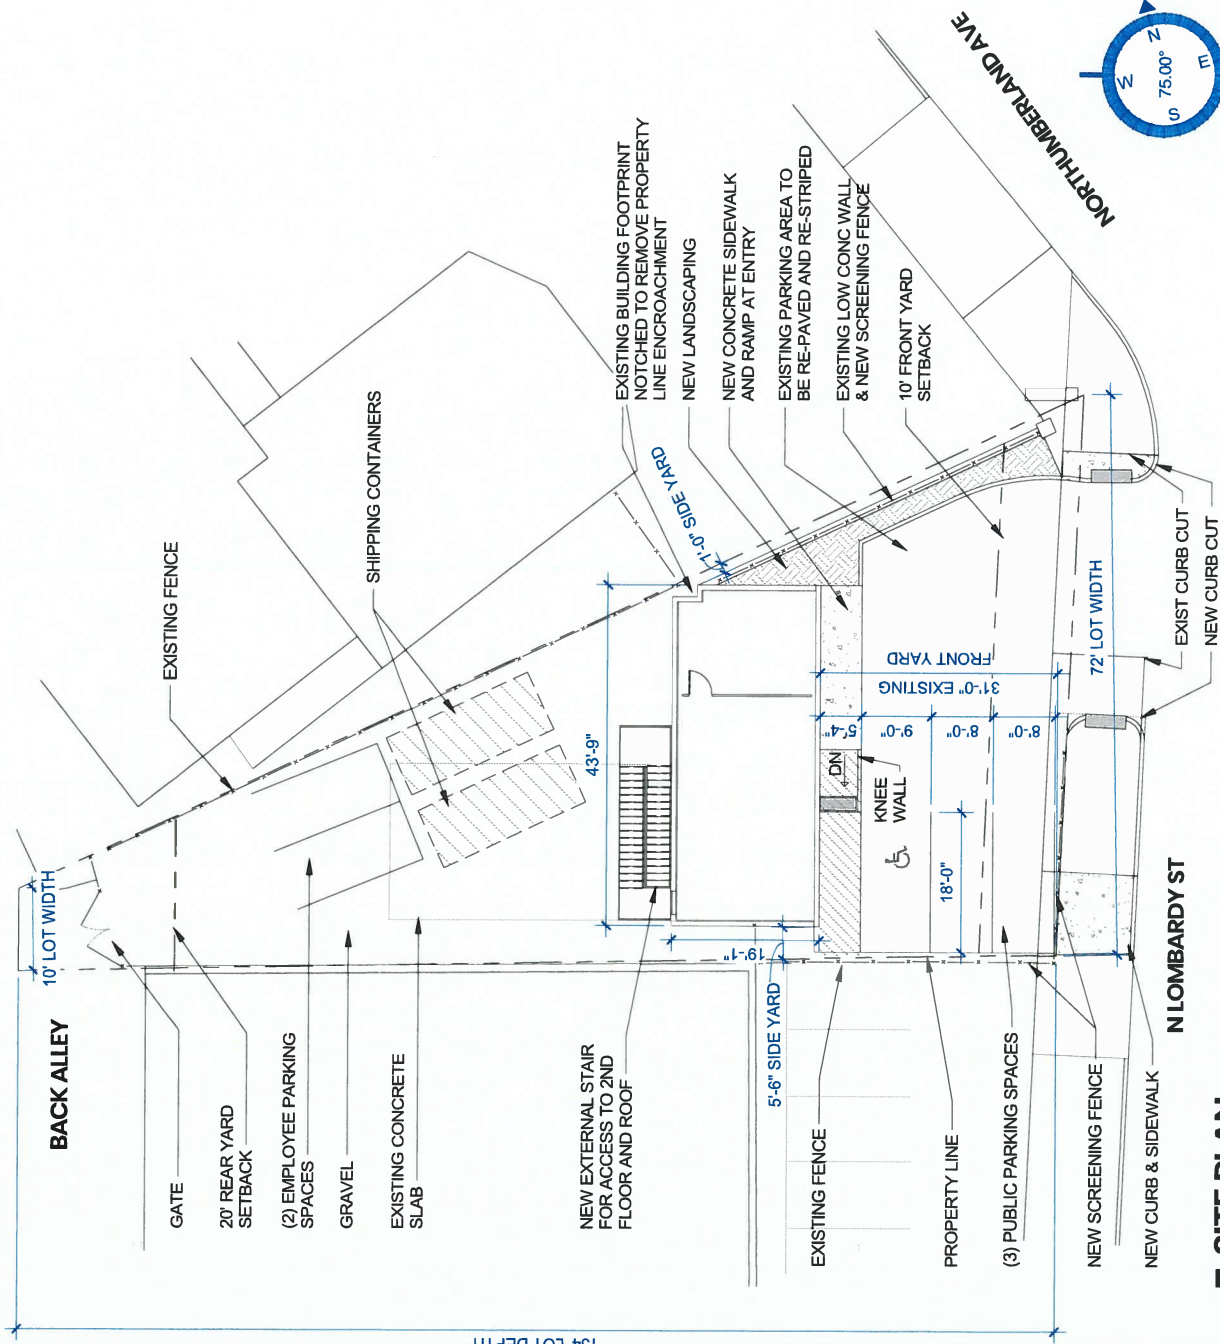 BACK ALLEY
10' LOT WIDTH
GATE
20' REAR YARD
SETBACK
(2) EMPLOYEE PARKING
SPACES
GRAVEL
EXISTING CONCRETE
SLAB
NEW EXTERNAL STAIR
FOR ACCESS TO 2ND
FLOOR AND ROOF
EXISTING FENCE
PROPERTY LINE
(3) PUBLIC PARKING SPACES
NEW SCREENING FENCE
NEW CURB & SIDEWALK
EXISTING FENCE
SHIPPING CONTAINERS
43'-9"
19'-1"
5'-6" SIDE YARD
1'-0" SIDE YARD
DN
KNEE
WALL
18'-0"
5'-4"
9'-0"
8'-0"
8'-0"
31'-0" EXISTING
FRONT YARD
72' LOT WIDTH
EXISTING BUILDING FOOTPRINT
NOTCHED TO REMOVE PROPERTY
LINE ENCROACHMENT
NEW LANDSCAPING
NEW CONCRETE SIDEWALK
AND RAMP AT ENTRY
EXISTING PARKING AREA TO
BE RE-PAVED AND RE-STRIPED
EXISTING LOW CONC WALL
& NEW SCREENING FENCE
10' FRONT YARD
SETBACK
EXIST CURB CUT
NEW CURB CUT
N LOMBARDY ST
NORTHUMBERLAND AVE
N
E
S
W
75.00°
134' LOT DEPTH
SITE PLAN